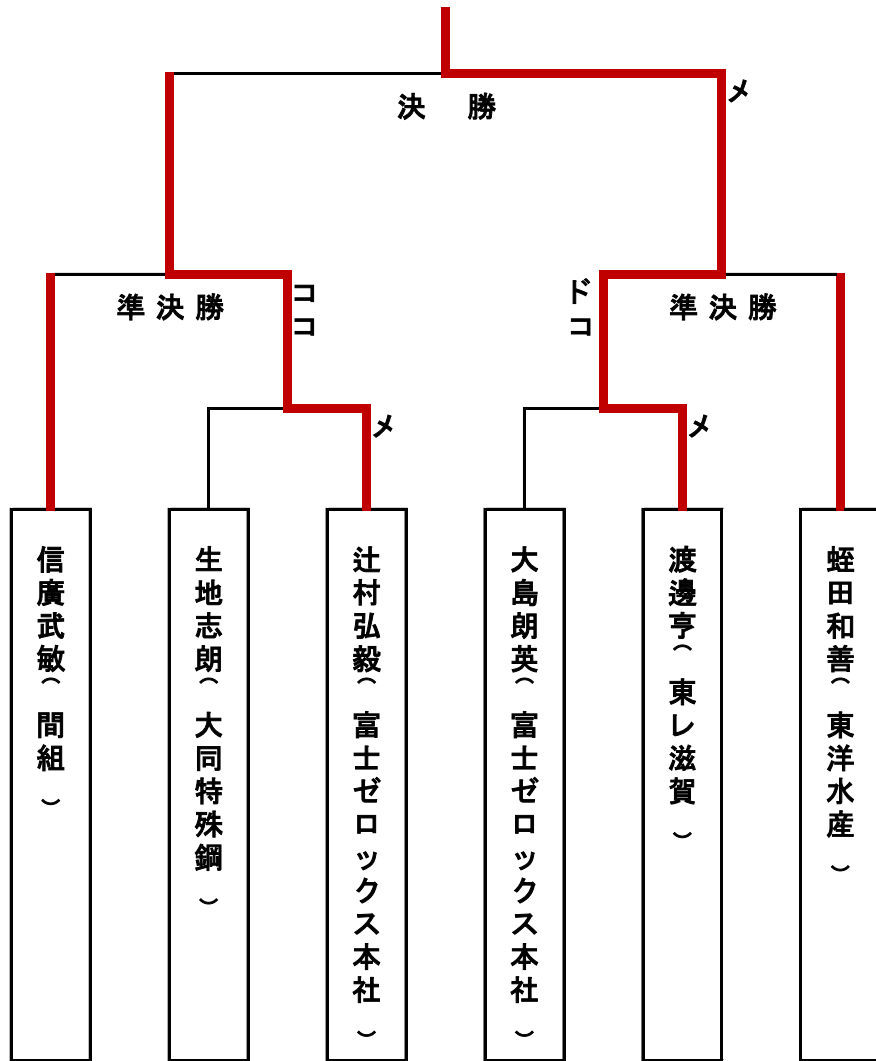 決 勝
メ
準決勝
ココ
ドコ
準決勝
メ
メ
信廣武敏(間組)
生地志朗(大同特殊鋼)
辻村弘毅(富士ゼロックス本社)
大島朗英(富士ゼロックス本社)
渡邊亨(東レ滋賀)
蛭田和善(東洋水産)